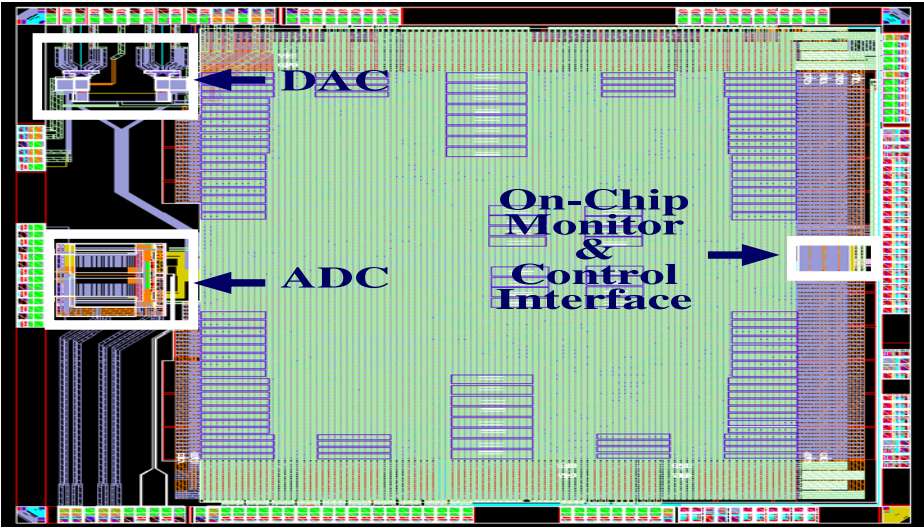 DAC
On-Chip
Monitor
&
Control
Interface
ADC